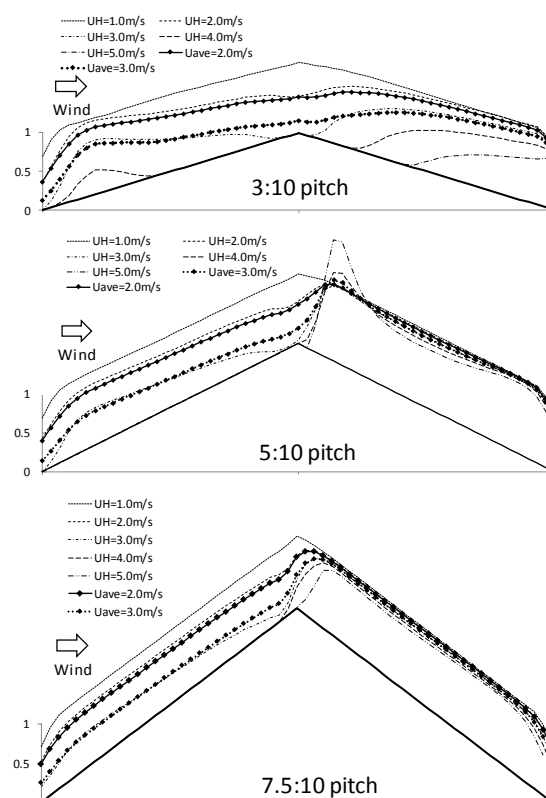 UH=1.0m/s UH=2.0m/s
UH=3.0m/s UH=4.0m/s
UH=5.0m/s Uave=2.0m/s
Uave=3.0m/s
Wind
1
0.5
0
3:10 pitch
UH=1.0m/s UH=2.0m/s
UH=3.0m/s UH=4.0m/s
UH=5.0m/s Uave=3.0m/s
Uave=2.0m/s
Wind
1
0.5
0
5:10 pitch
UH=1.0m/s
UH=2.0m/s
UH=3.0m/s
UH=4.0m/s
UH=5.0m/s
Uave=2.0m/s
Uave=3.0m/s
Wind
1
0.5
7.5:10 pitch